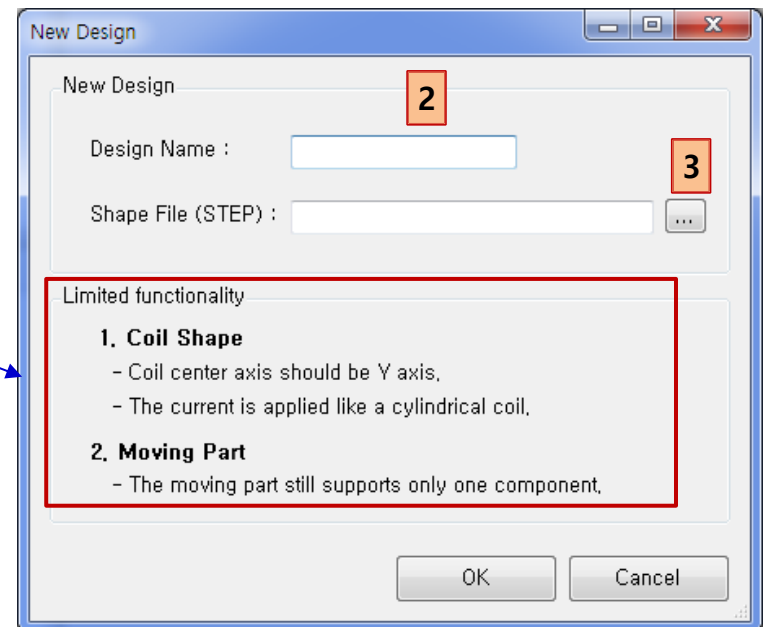 New Design
New Design
2
Design Name :
3
Shape File (STEP) :
...
Limited functionality
1. Coil Shape
- Coil center axis should be Y axis.
- The current is applied like a cylindrical coil.
2. Moving Part
- The moving part still supports only one component.
OK Cancel